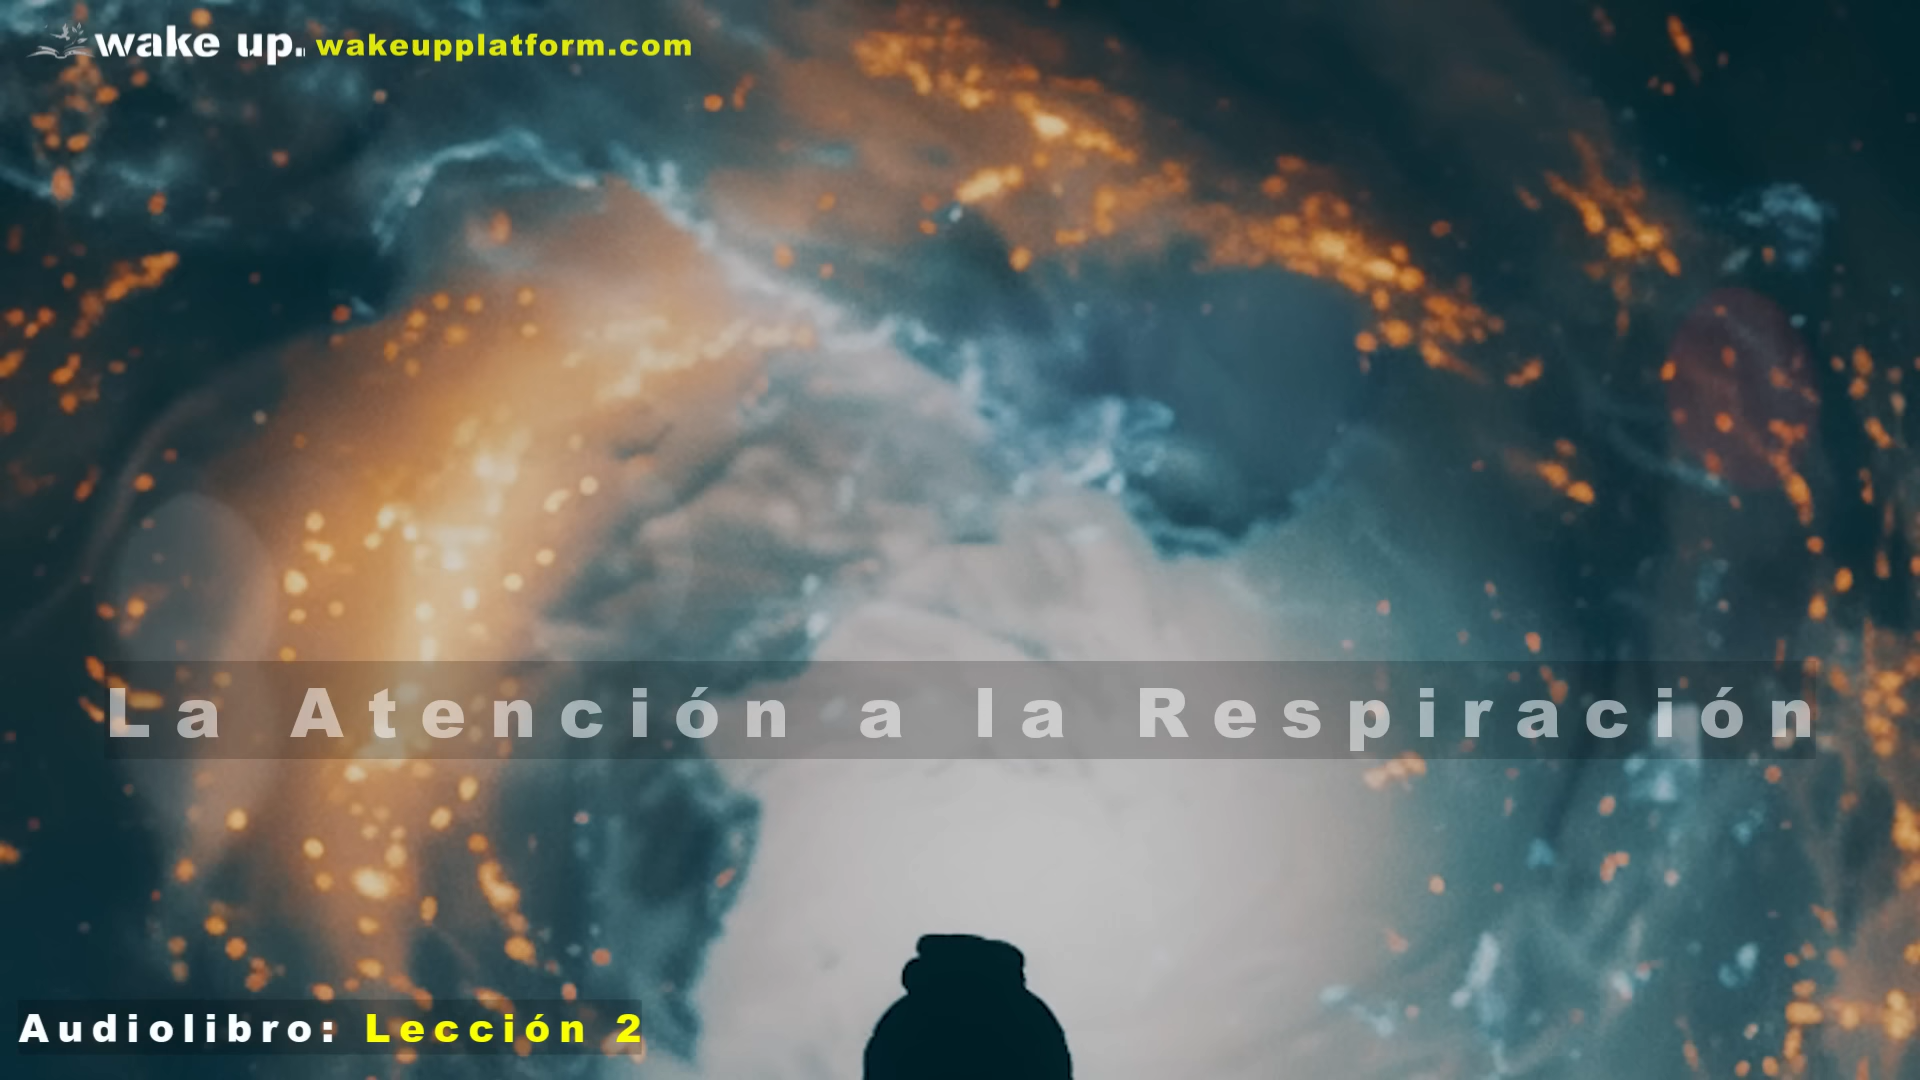 wake up. wakeupplatform.com
La Atención a la Respiración
Audiolibro: Lección 2